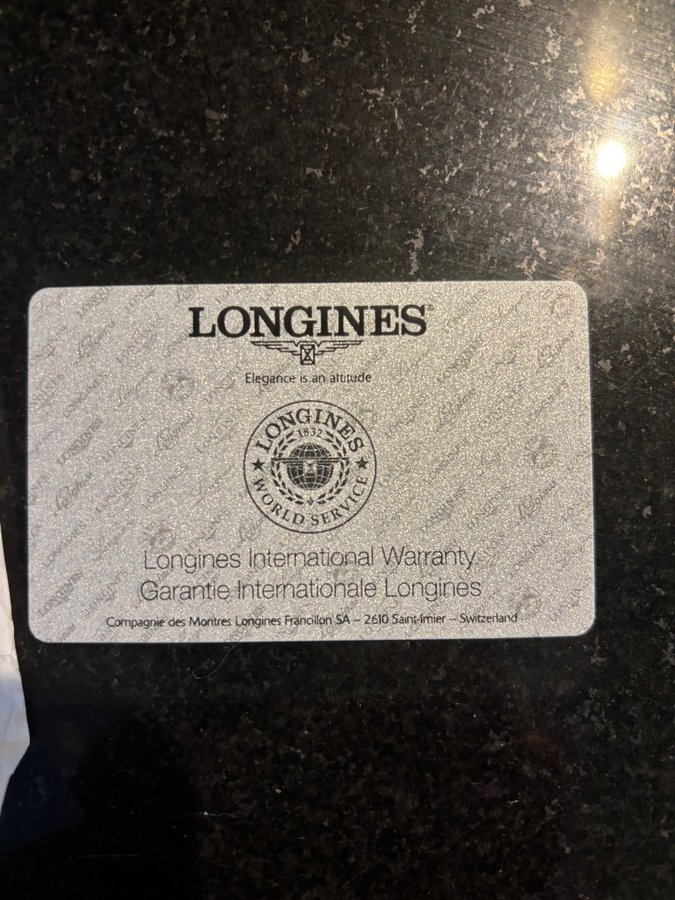 LONGINES
Elegance is an attitude
LONGINES
1832
WORLD SERVICE
Longines International Warranty
Garantie Internationale Longines
Compagnie des Montres Longines Francillon SA – 2610 Saint-Imier – Switzerland